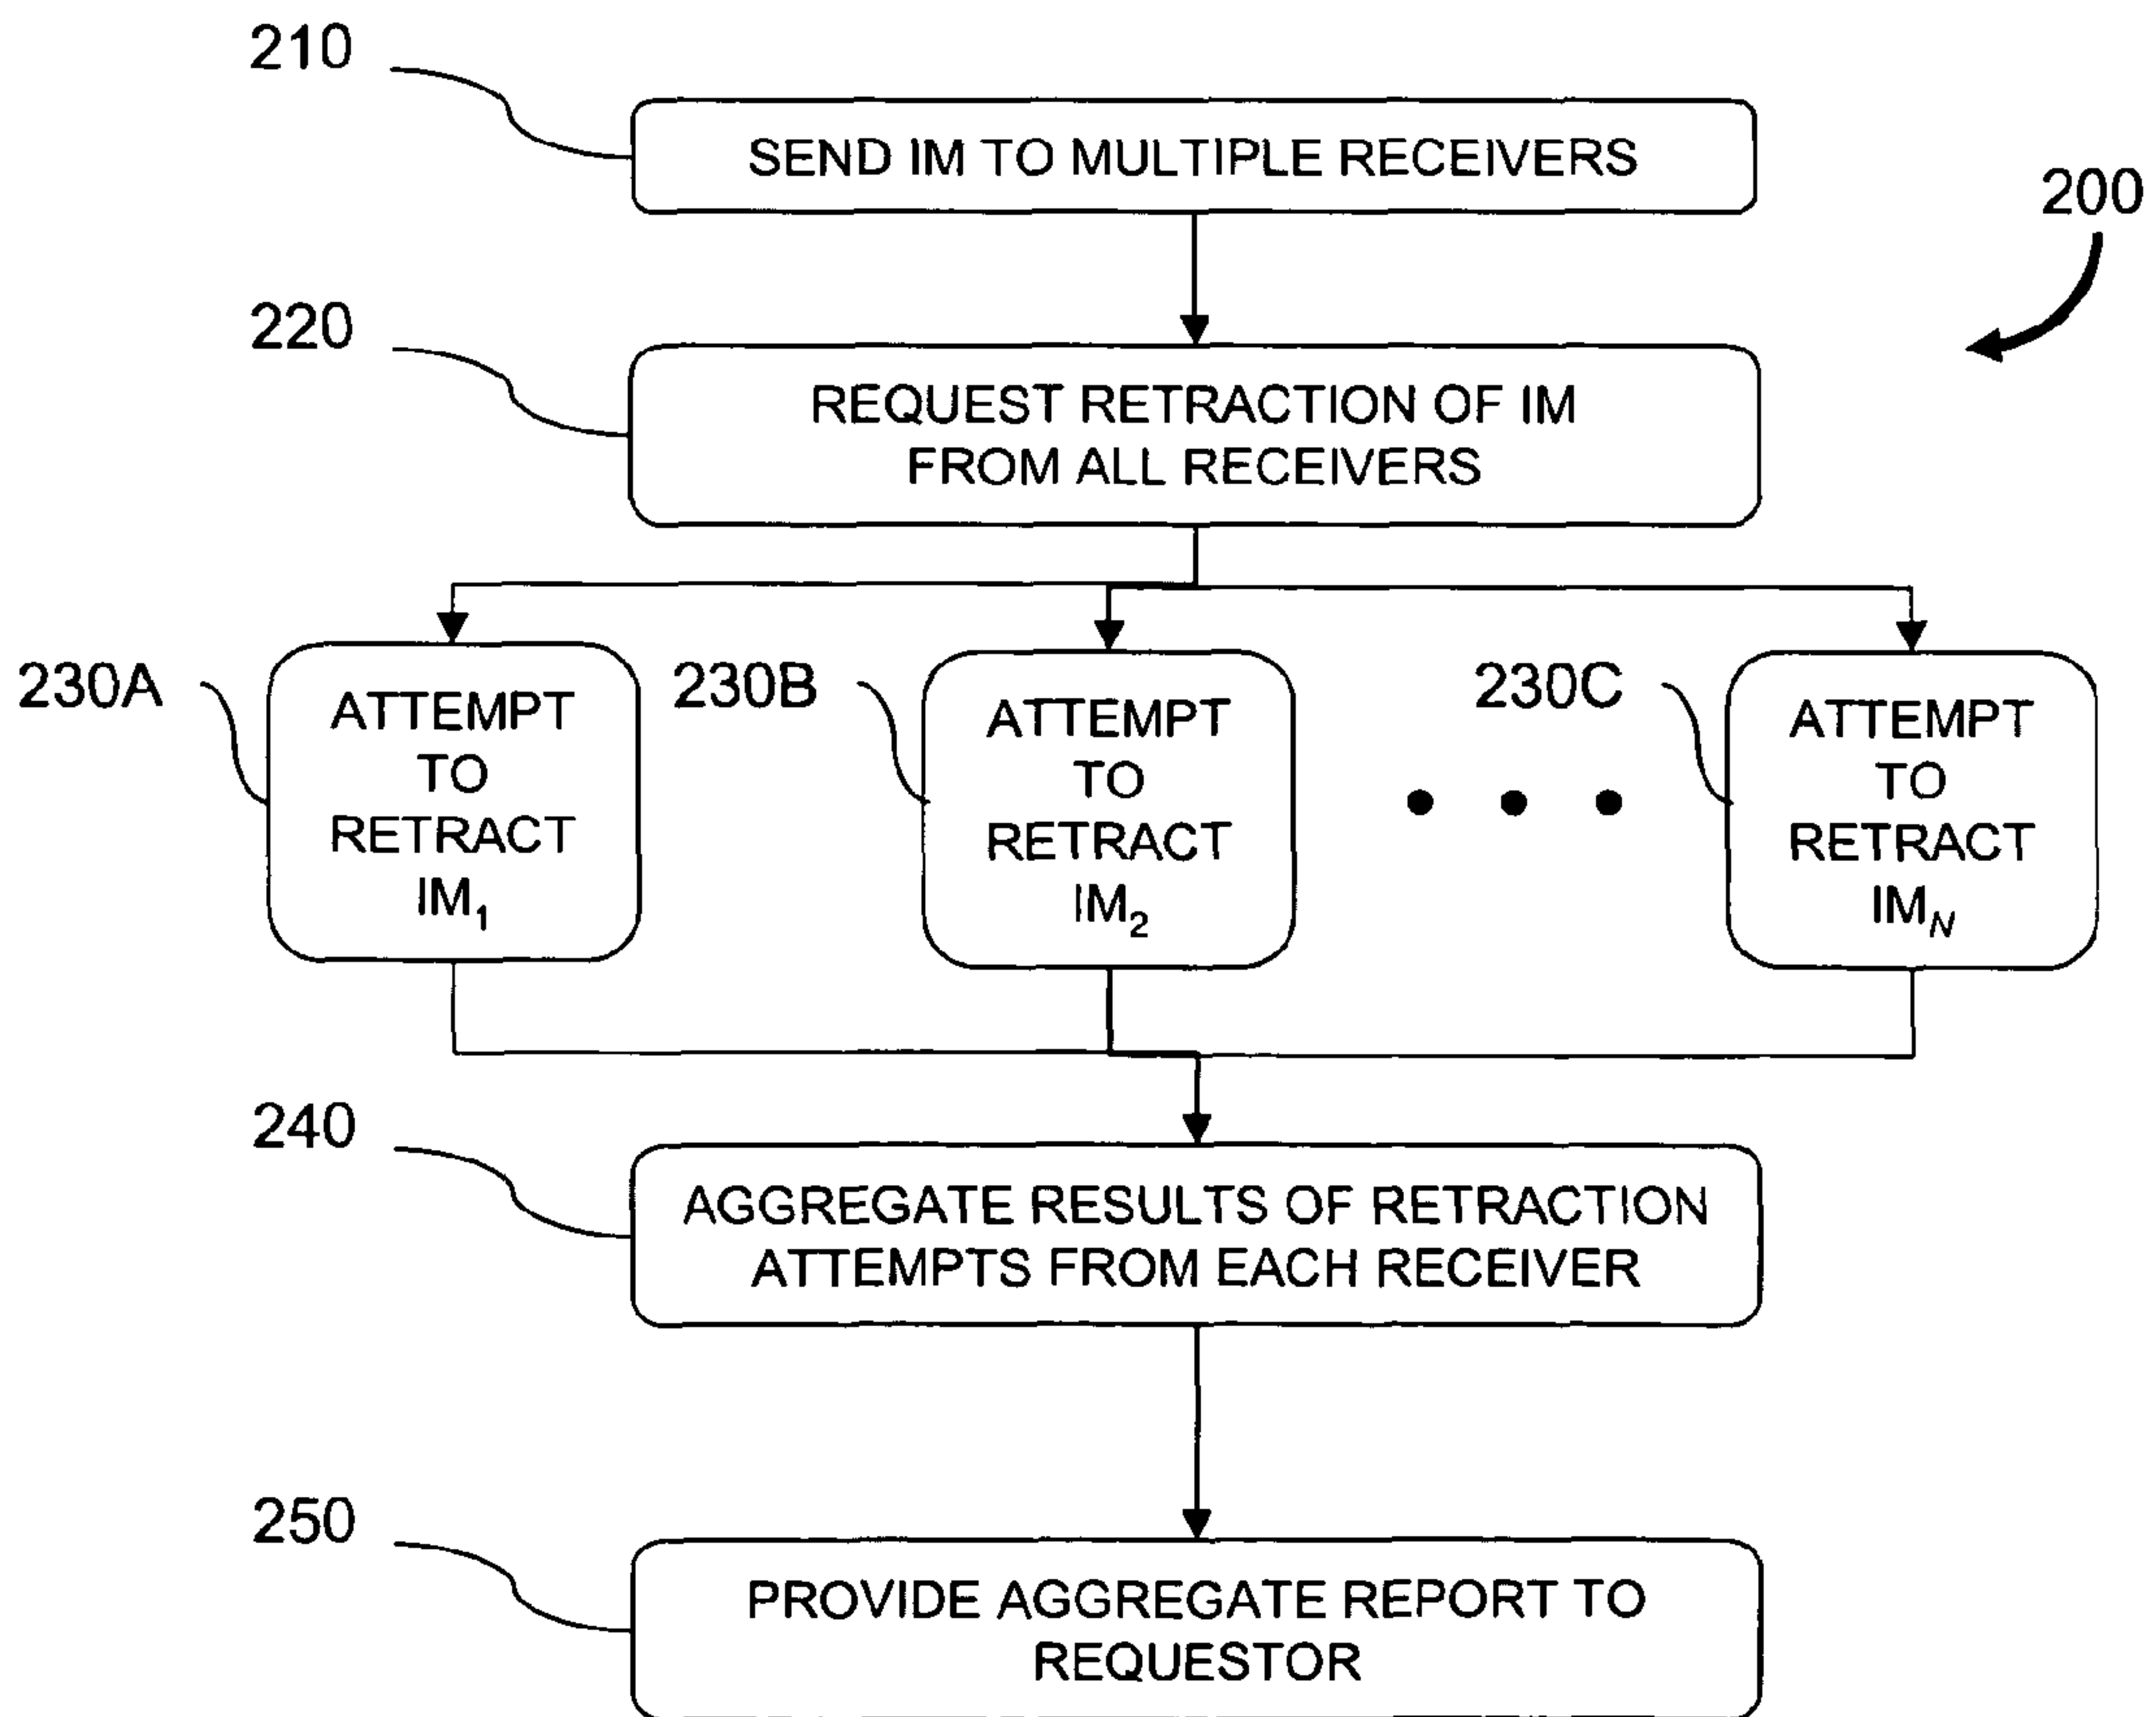 210
SEND IM TO MULTIPLE RECEIVERS
200
220
REQUEST RETRACTION OF IM
FROM ALL RECEIVERS
230A
ATTEMPT
TO
RETRACT
IM₁
230B
ATTEMPT
TO
RETRACT
IM₂
• • •
230C
ATTEMPT
TO
RETRACT
IM_N
240
AGGREGATE RESULTS OF RETRACTION
ATTEMPTS FROM EACH RECEIVER
250
PROVIDE AGGREGATE REPORT TO
REQUESTOR